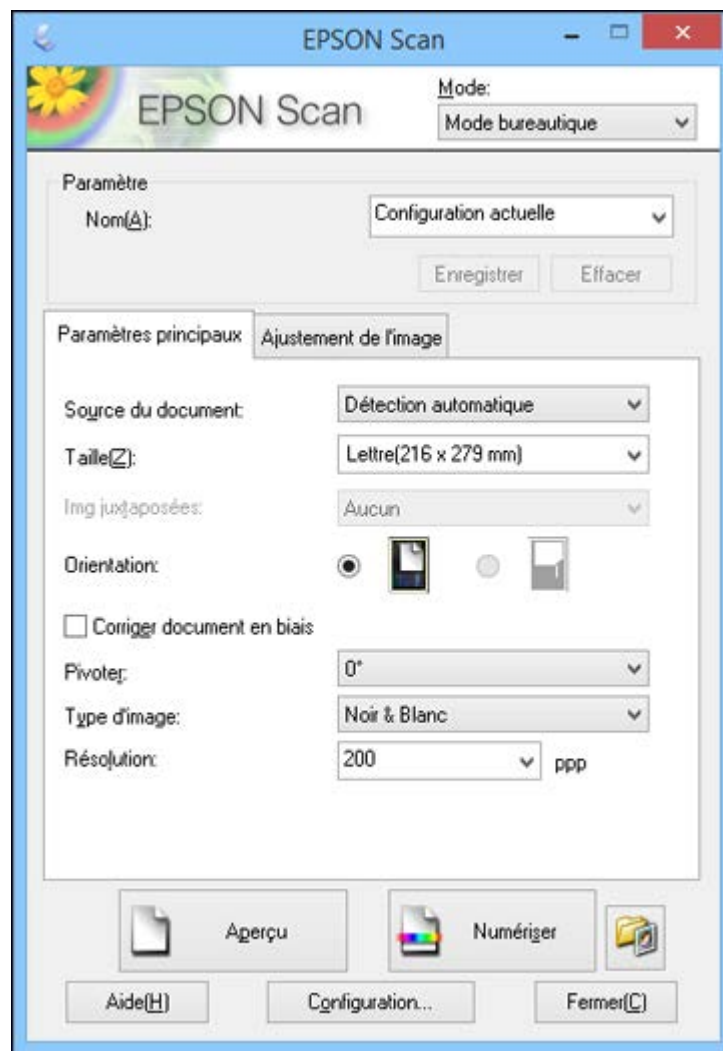 EPSON Scan
EPSON Scan
Mode:
Mode bureautique
Paramètre
Nom(A):
Configuration actuelle
Enregistrer
Effacer
Paramètres principaux
Ajustement de l'image
Source du document:
Détection automatique
Taille(Z):
Lettre(216 x 279 mm)
Img juxtaposées:
Aucun
Orientation:
Corriger document en biais
Pivoter:
0°
Type d'image:
Noir & Blanc
Résolution:
200
ppp
Aperçu
Numériser
Aide(H)
Configuration...
Fermer(C)